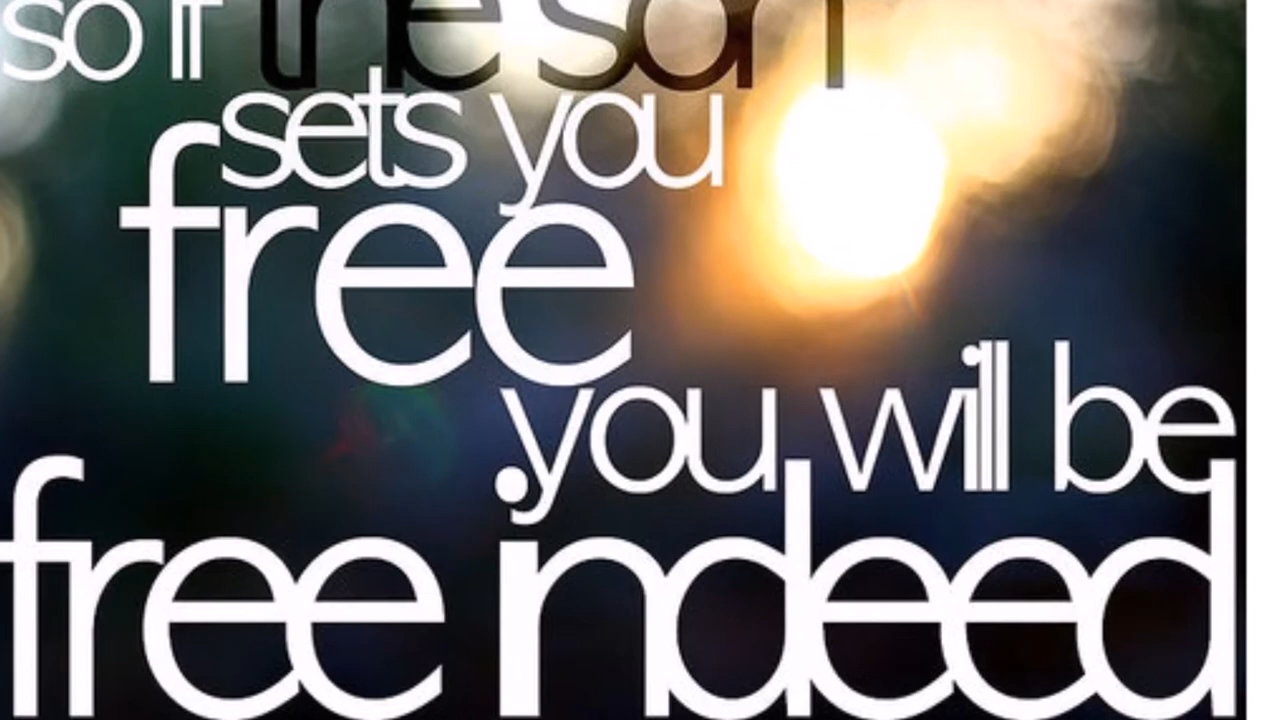 so if the son
sets you
free
you will be
free indeed